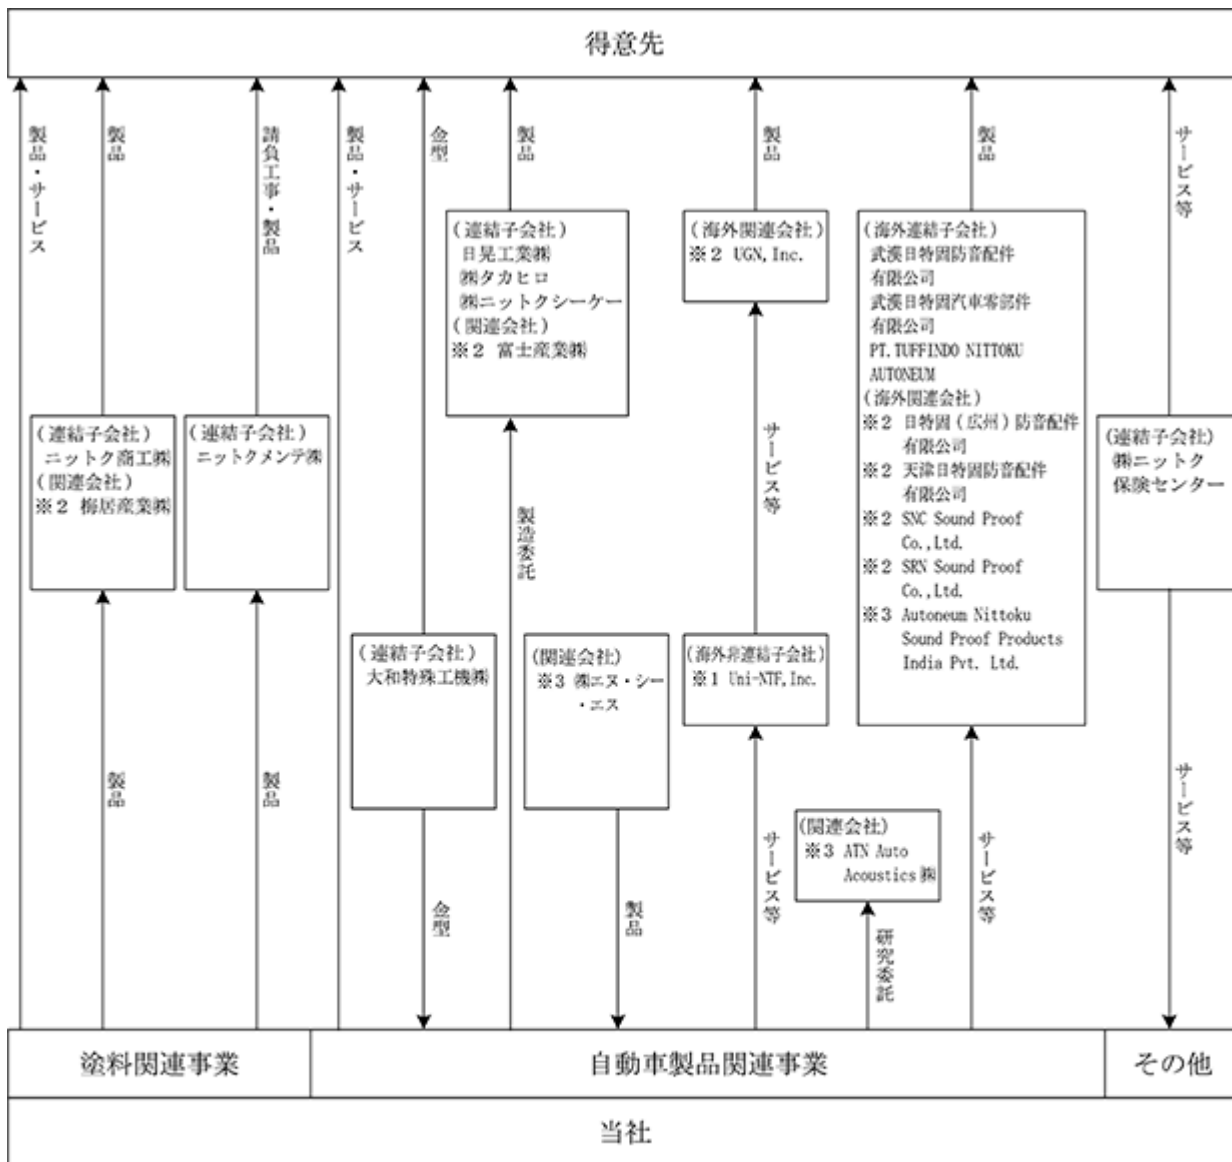 得意先
製品・サービス
製品
請負工事・製品
製品・サービス
金型
製品
製品
製品
サービス等
(連結子会社)
日晃工業㈱
㈱タカヒロ
㈱ニットクシーケー
(関連会社)
※2 富士産業㈱
(海外関連会社)
※2 UGN,Inc.
(海外連結子会社)
武漢日特固防音配件
有限公司
武漢日特固汽車零部件
有限公司
PT.TUFFINDO NITTOKU
AUTONEUM
(海外関連会社)
※2 日特固(広州)防音配件
有限公司
※2 天津日特固防音配件
有限公司
※2 SNC Sound Proof
Co.,Ltd.
※2 SRN Sound Proof
Co.,Ltd.
※3 Autoneum Nittoku
Sound Proof Products
India Pvt. Ltd.
(連結子会社)
ニットク商工㈱
(関連会社)
※2 梅居産業㈱
(連結子会社)
ニットクメンテ㈱
(連結子会社)
㈱ニットク
保険センター
製造委託
サービス等
(連結子会社)
大和特殊工機㈱
(関連会社)
※3 ㈱エヌ・シー
・エス
(海外非連結子会社)
※1 Uni-NTF,Inc.
(関連会社)
※3 ATN Auto
Acoustics㈱
製品
製品
金型
製品
サービス等
研究委託
サービス等
サービス等
塗料関連事業
自動車製品関連事業
その他
当社